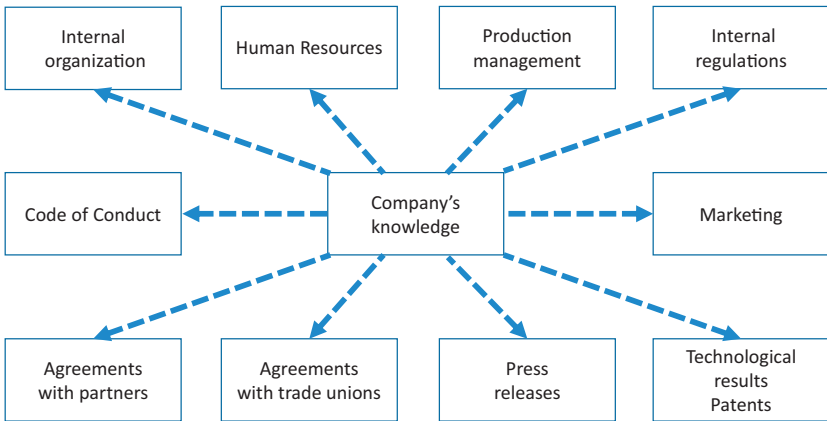 Internal
organization
Human Resources
Production
management
Internal
regulations
Code of Conduct
Company’s
knowledge
Marketing
Agreements
with partners
Agreements
with trade unions
Press
releases
Technological
results
Patents